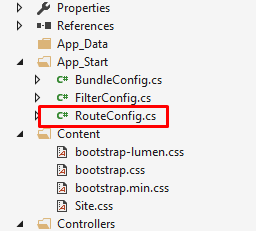 Properties
References
App_Data
App_Start
C# BundleConfig.cs
C# FilterConfig.cs
C# RouteConfig.cs
Content
bootstrap-lumen.css
bootstrap.css
bootstrap.min.css
Site.css
Controllers